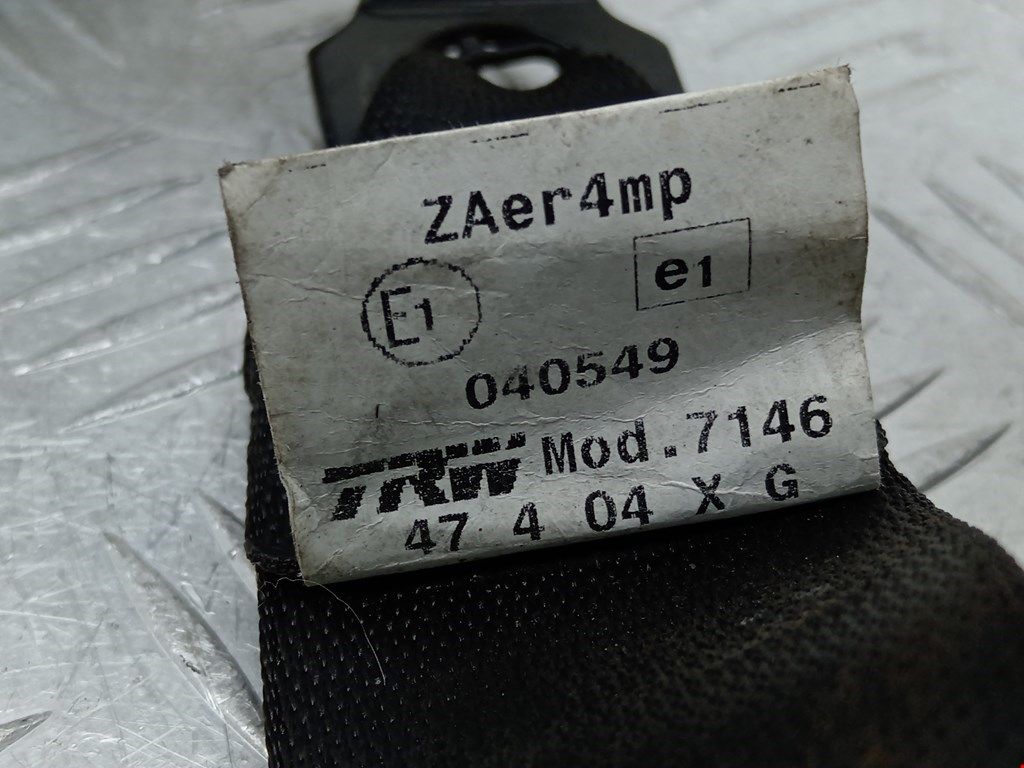 ZAer4mp
E1 e1
040549
TRW Mod.7146
47 4 04 X G